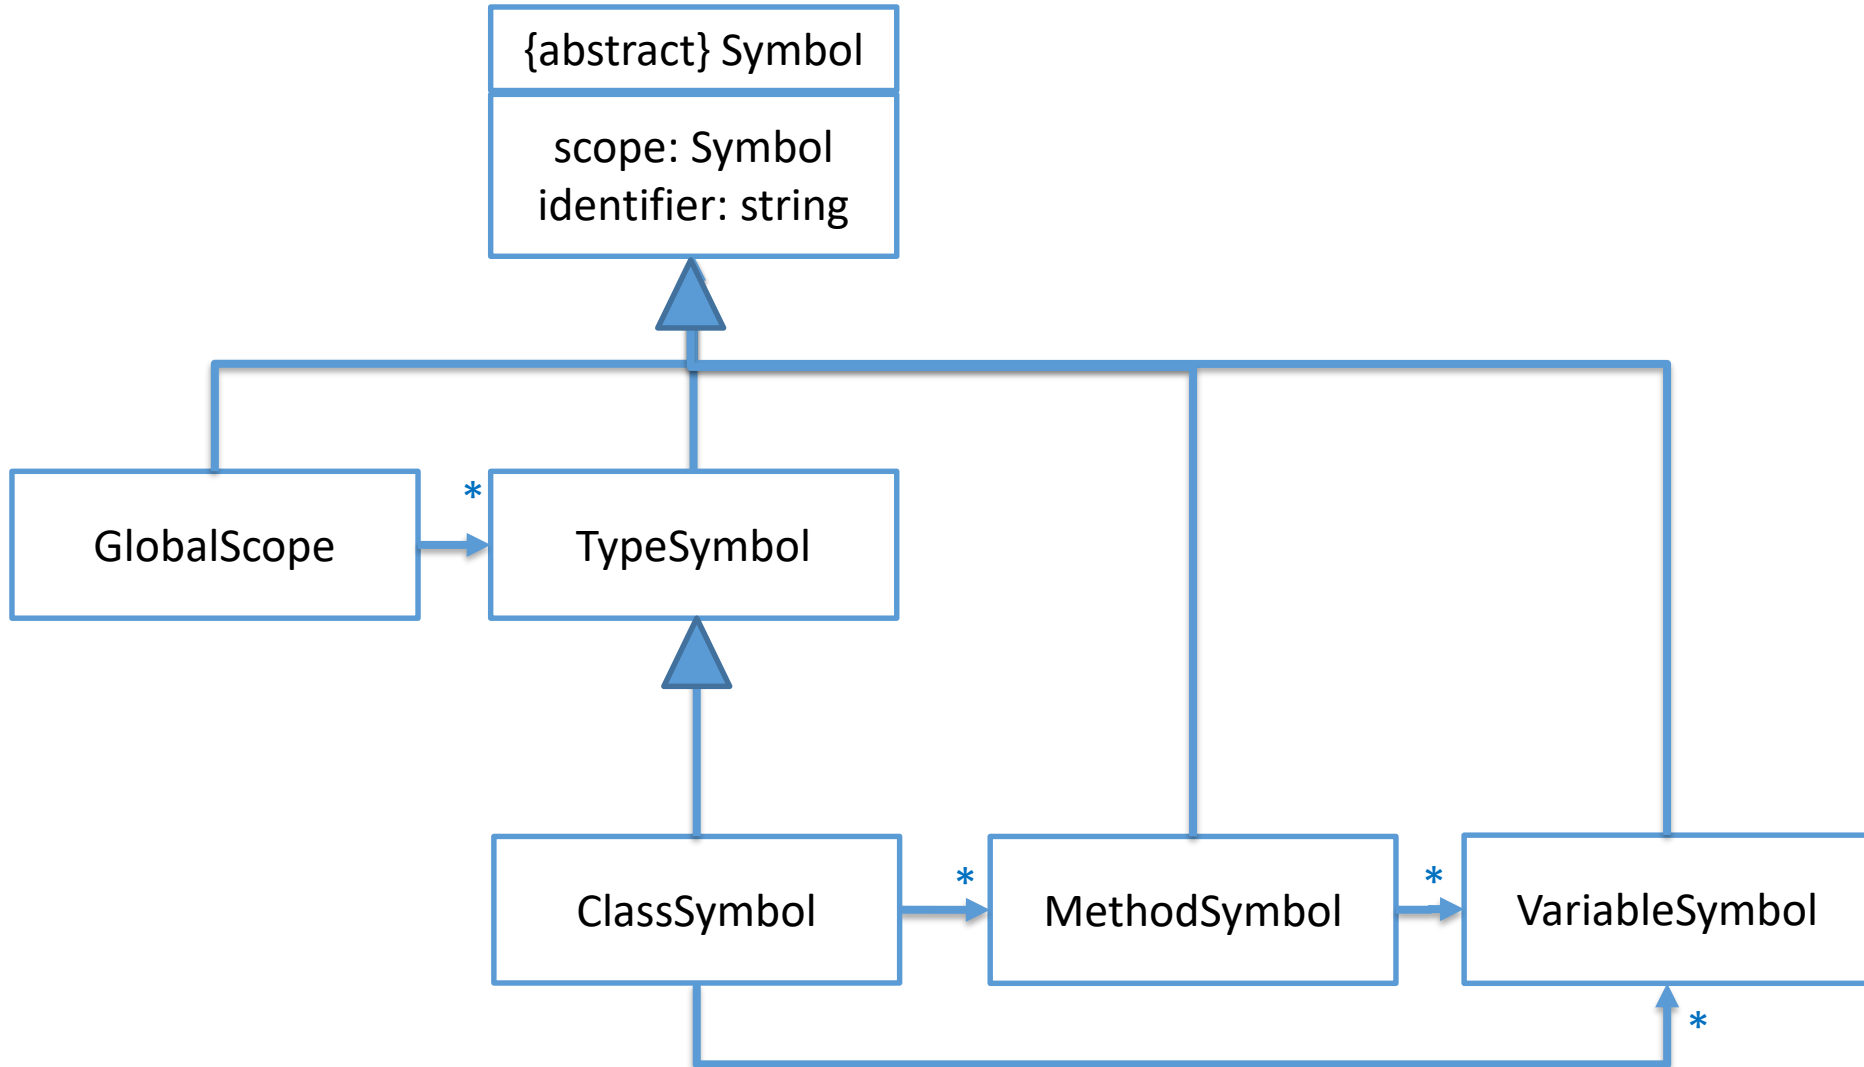 {abstract} Symbol
scope: Symbol
identifier: string
GlobalScope
*
TypeSymbol
ClassSymbol
*
MethodSymbol
*
VariableSymbol
*